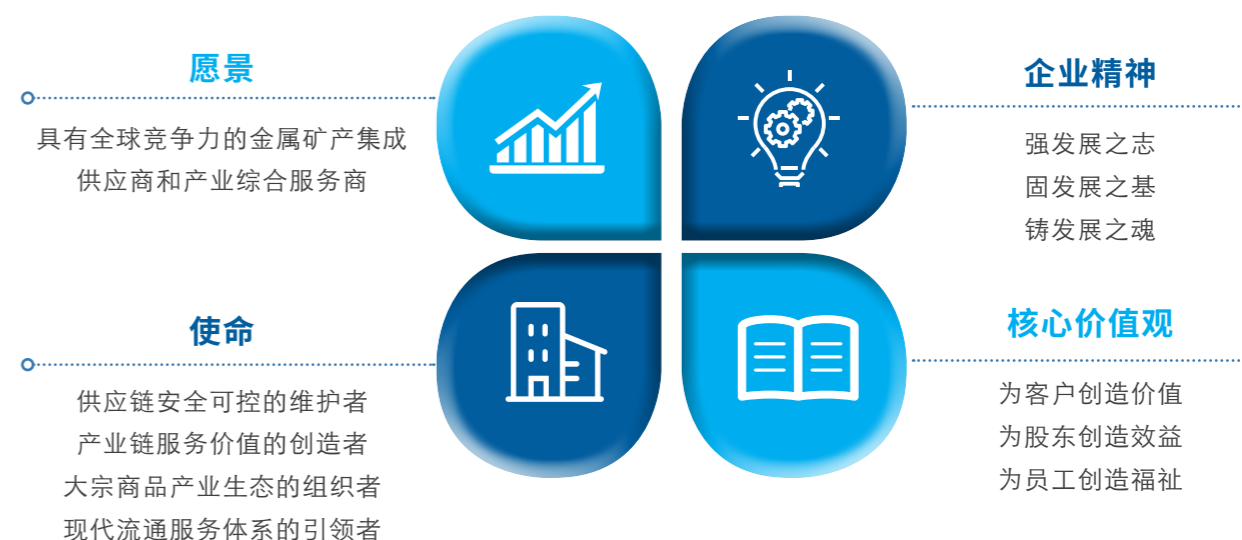 愿景
具有全球竞争力的金属矿产集成
供应商和产业综合服务商
企业精神
强发展之志
固发展之基
铸发展之魂
使命
供应链安全可控的维护者
产业链服务价值的创造者
大宗商品产业生态的组织者
现代流通服务体系的引领者
核心价值观
为客户创造价值
为股东创造效益
为员工创造福祉